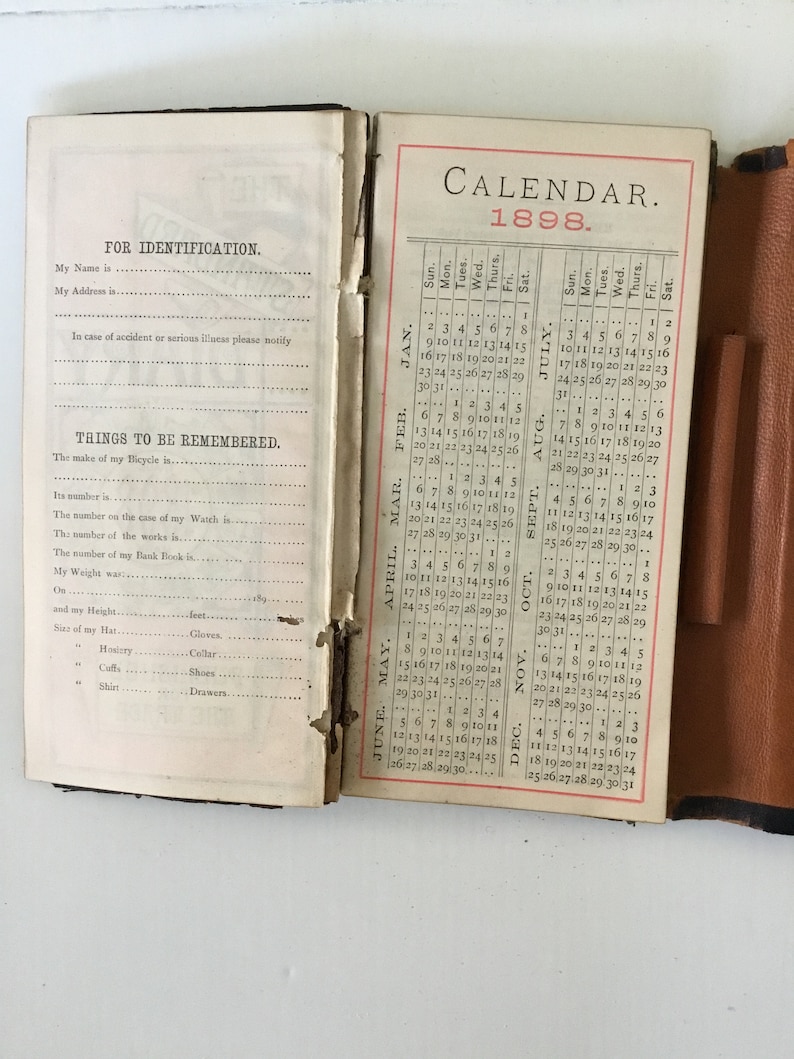 FOR IDENTIFICATION.
My Name is
My Address is
In case of accident or serious illness please notify
THINGS TO BE REMEMBERED.
The make of my Bicycle is
Its number is
The number on the case of my Watch is
The number of the works is
The number of my Bank Book is
My Weight was
On 189
and my Height feet
Size of my Hat Gloves.
" Hosiery Collar
" Cuffs Shoes
" Shirt Drawers
CALENDAR.
1898.
Sun. Mon. Tues. Wed. Thurs. Fri. Sat.
JAN.
1
2 3 4 5 6 7 8
9 10 11 12 13 14 15
16 17 18 19 20 21 22
23 24 25 26 27 28 29
30 31
FEB.
1 2 3 4 5
6 7 8 9 10 11 12
13 14 15 16 17 18 19
20 21 22 23 24 25 26
27 28
MAR.
1 2 3 4 5
6 7 8 9 10 11 12
13 14 15 16 17 18 19
20 21 22 23 24 25 26
27 28 29 30 31
APRIL.
1 2
3 4 5 6 7 8 9
10 11 12 13 14 15 16
17 18 19 20 21 22 23
24 25 26 27 28 29 30
MAY.
1 2 3 4 5 6 7
8 9 10 11 12 13 14
15 16 17 18 19 20 21
22 23 24 25 26 27 28
29 30 31
JUNE.
1 2 3 4
5 6 7 8 9 10 11
12 13 14 15 16 17 18
19 20 21 22 23 24 25
26 27 28 29 30
Sun. Mon. Tues. Wed. Thurs. Fri. Sat.
JULY.
1 2
3 4 5 6 7 8 9
10 11 12 13 14 15 16
17 18 19 20 21 22 23
24 25 26 27 28 29 30
31
AUG.
1 2 3 4 5 6
7 8 9 10 11 12 13
14 15 16 17 18 19 20
21 22 23 24 25 26 27
28 29 30 31
SEPT.
1 2 3
4 5 6 7 8 9 10
11 12 13 14 15 16 17
18 19 20 21 22 23 24
25 26 27 28 29 30
OCT.
1
2 3 4 5 6 7 8
9 10 11 12 13 14 15
16 17 18 19 20 21 22
23 24 25 26 27 28 29
30 31
NOV.
1 2 3 4 5
6 7 8 9 10 11 12
13 14 15 16 17 18 19
20 21 22 23 24 25 26
27 28 29 30
DEC.
1 2 3
4 5 6 7 8 9 10
11 12 13 14 15 16 17
18 19 20 21 22 23 24
25 26 27 28 29 30 31